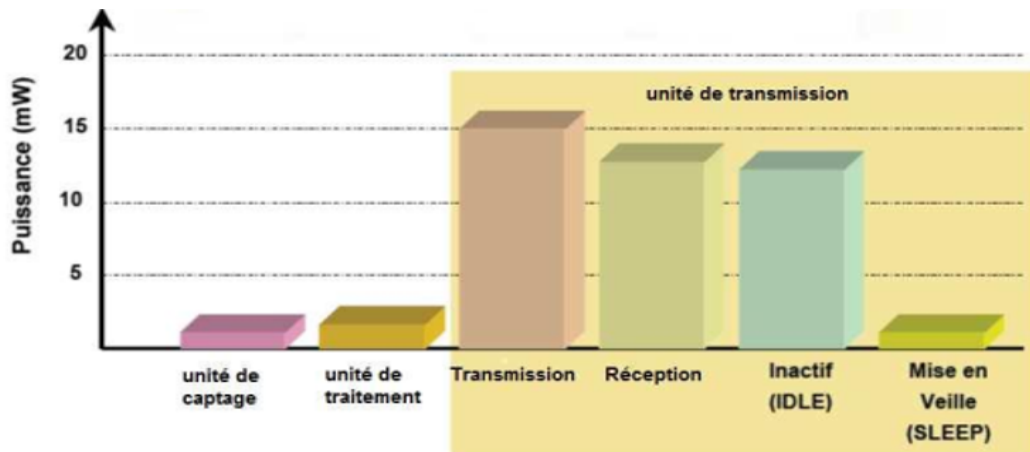 Puissance (mW)
20
15
10
5
unité de transmission
unité de
captage
unité de
traitement
Transmission
Réception
Inactif
(IDLE)
Mise en
Veille
(SLEEP)